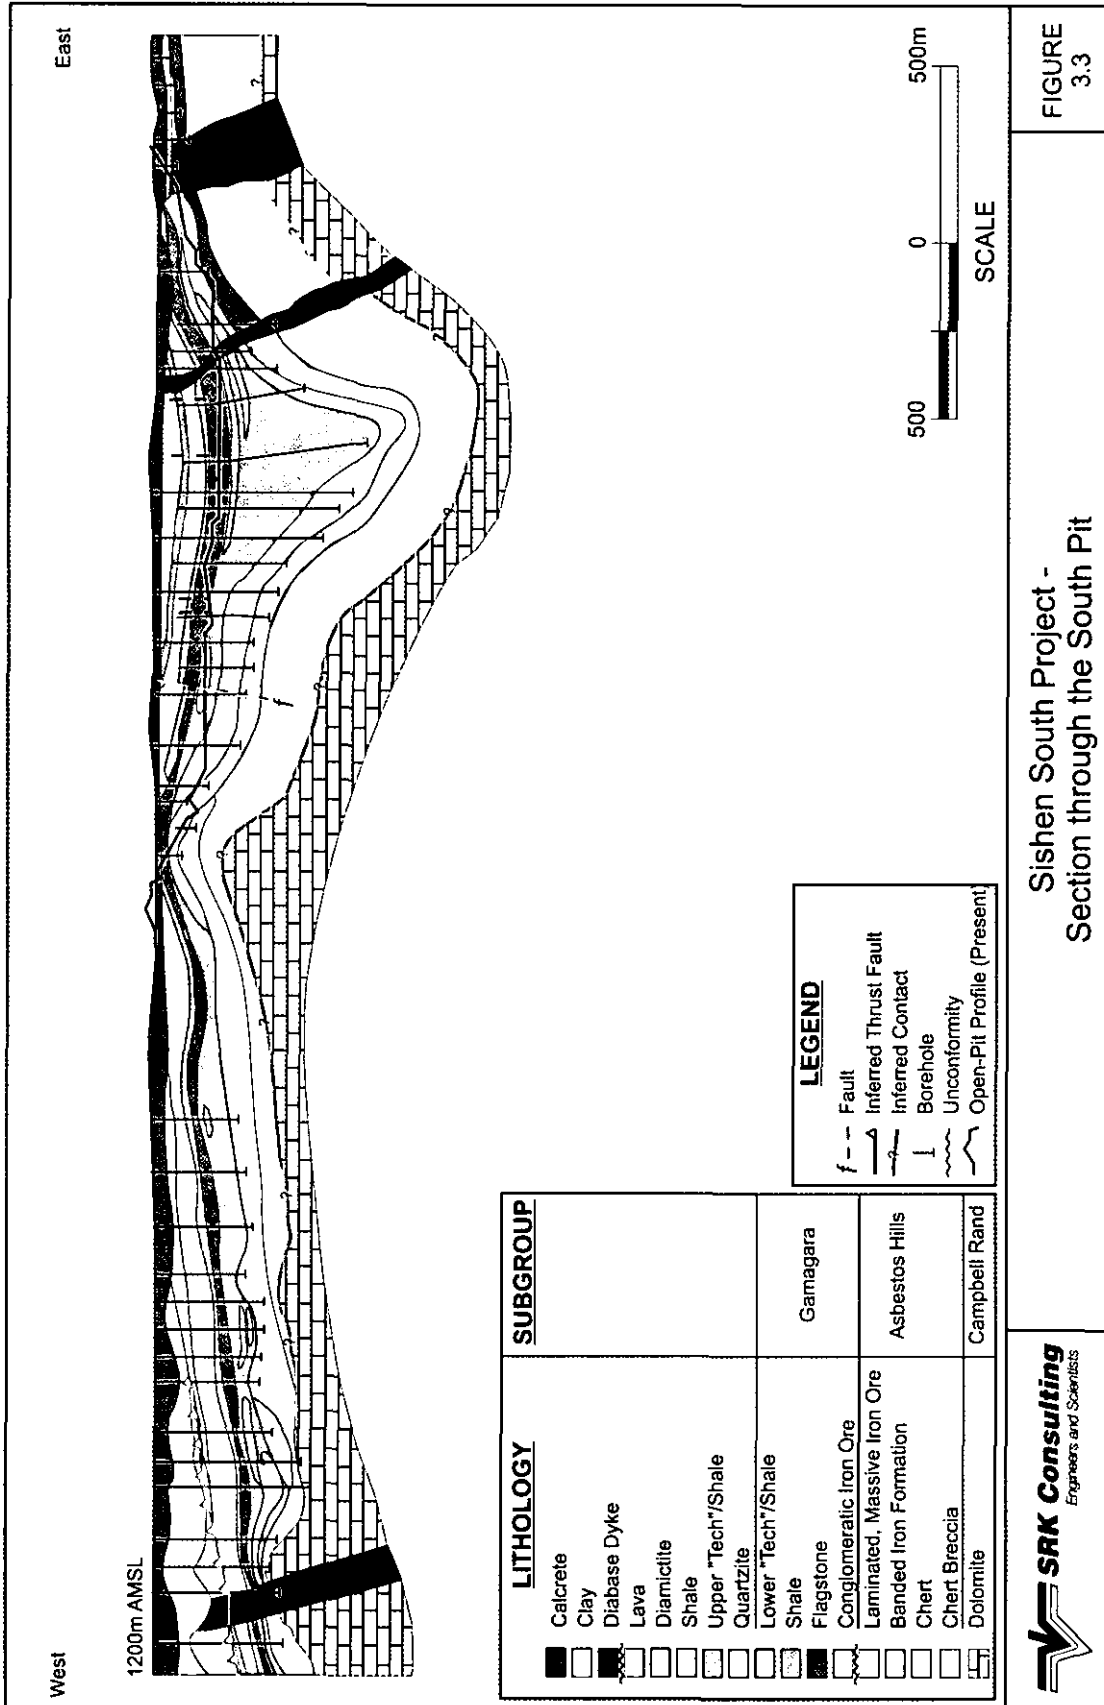 West
East
1200m AMSL
?
?
?
?
?
?
?
?
?
?
?
?
f
500
0
500m
SCALE
LITHOLOGY
SUBGROUP
Calcrete
Clay
Diabase Dyke
Lava
Diamictite
Shale
Upper "Tech"/Shale
Quartzite
Lower "Tech"/Shale
Shale
Flagstone
Conglomeratic Iron Ore
Gamagara
Laminated, Massive Iron Ore
Banded Iron Formation
Chert
Chert Breccia
Asbestos Hills
Dolomite
Campbell Rand
LEGEND
f Fault
Inferred Thrust Fault
? Inferred Contact
Borehole
Unconformity
Open-Pit Profile (Present)
SRK Consulting
Engineers and Scientists
Sishen South Project -
Section through the South Pit
FIGURE
3.3